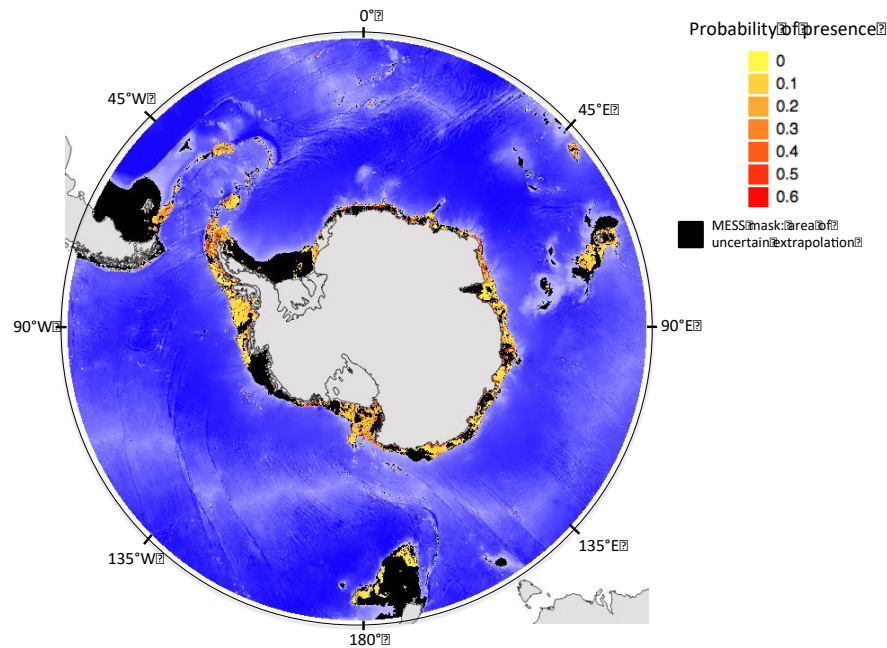 0°⍰
Probability⍰of⍰presence⍰
45°W⍰
45°E⍰
0
0.1
0.2
0.3
0.4
0.5
0.6
MESS⍰mask:⍰area⍰of⍰
uncertain⍰extrapolation⍰
90°W⍰
90°E⍰
135°W⍰
135°E⍰
180°⍰